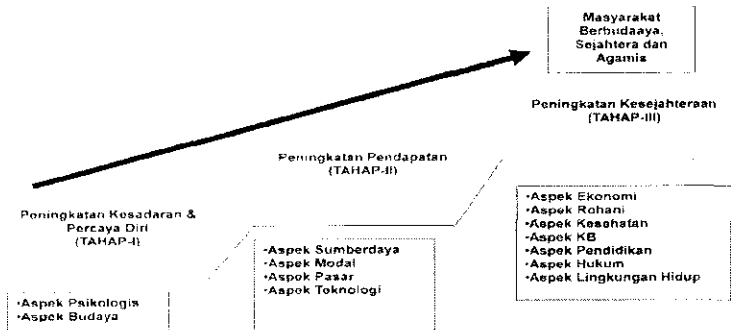 Masyarakat
Berbudaaya,
Sejahtera dan
Agamis
Peningkatan Kesejahteraan
(TAHAP-III)
Peningkatan Pendapatan
(TAHAP-II)
Peningkatan Kesadaran &
Percaya Diri
(TAHAP-I)
•Aspek Ekonomi
•Aspek Rohani
•Aspek Kesehatan
•Aspek KB
•Aspek Pendidikan
•Aspek Hukum
•Aspek Lingkungan Hidup
•Aspek Sumberdaya
•Aspek Modal
•Aspek Pasar
•Aspek Teknologi
•Aspek Psikologis
•Aspek Budaya